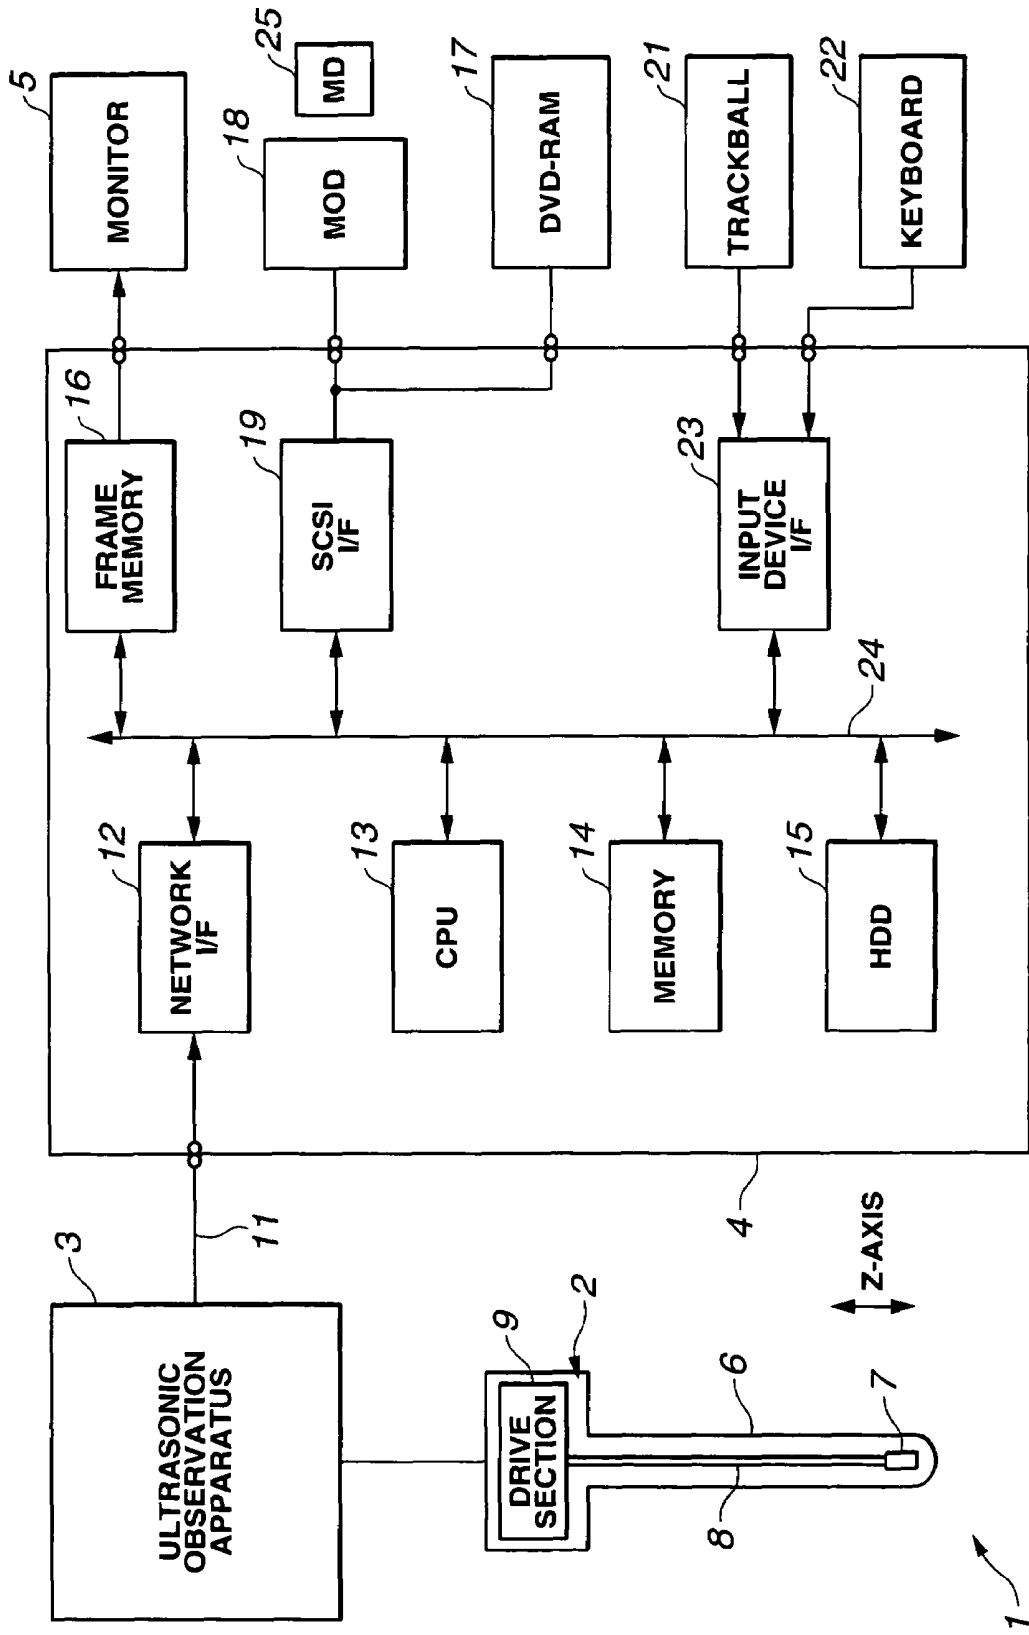 1
3
ULTRASONIC
OBSERVATION
APPARATUS
11
2
9
DRIVE
SECTION
6
7
8
Z-AXIS
4
12
NETWORK
I/F
13
CPU
14
MEMORY
15
HDD
24
16
FRAME
MEMORY
19
SCSI
I/F
23
INPUT
DEVICE
I/F
5
MONITOR
18
MOD
25
MD
17
DVD-RAM
21
TRACKBALL
22
KEYBOARD